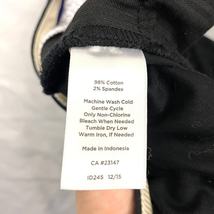 98% Cotton
2% Spandex
Machine Wash Cold
Gentle Cycle
Only Non-Chlorine
Bleach When Needed
Tumble Dry Low
Warm Iron, If Needed
Made in Indonesia
CA #23147
ID245 12/15